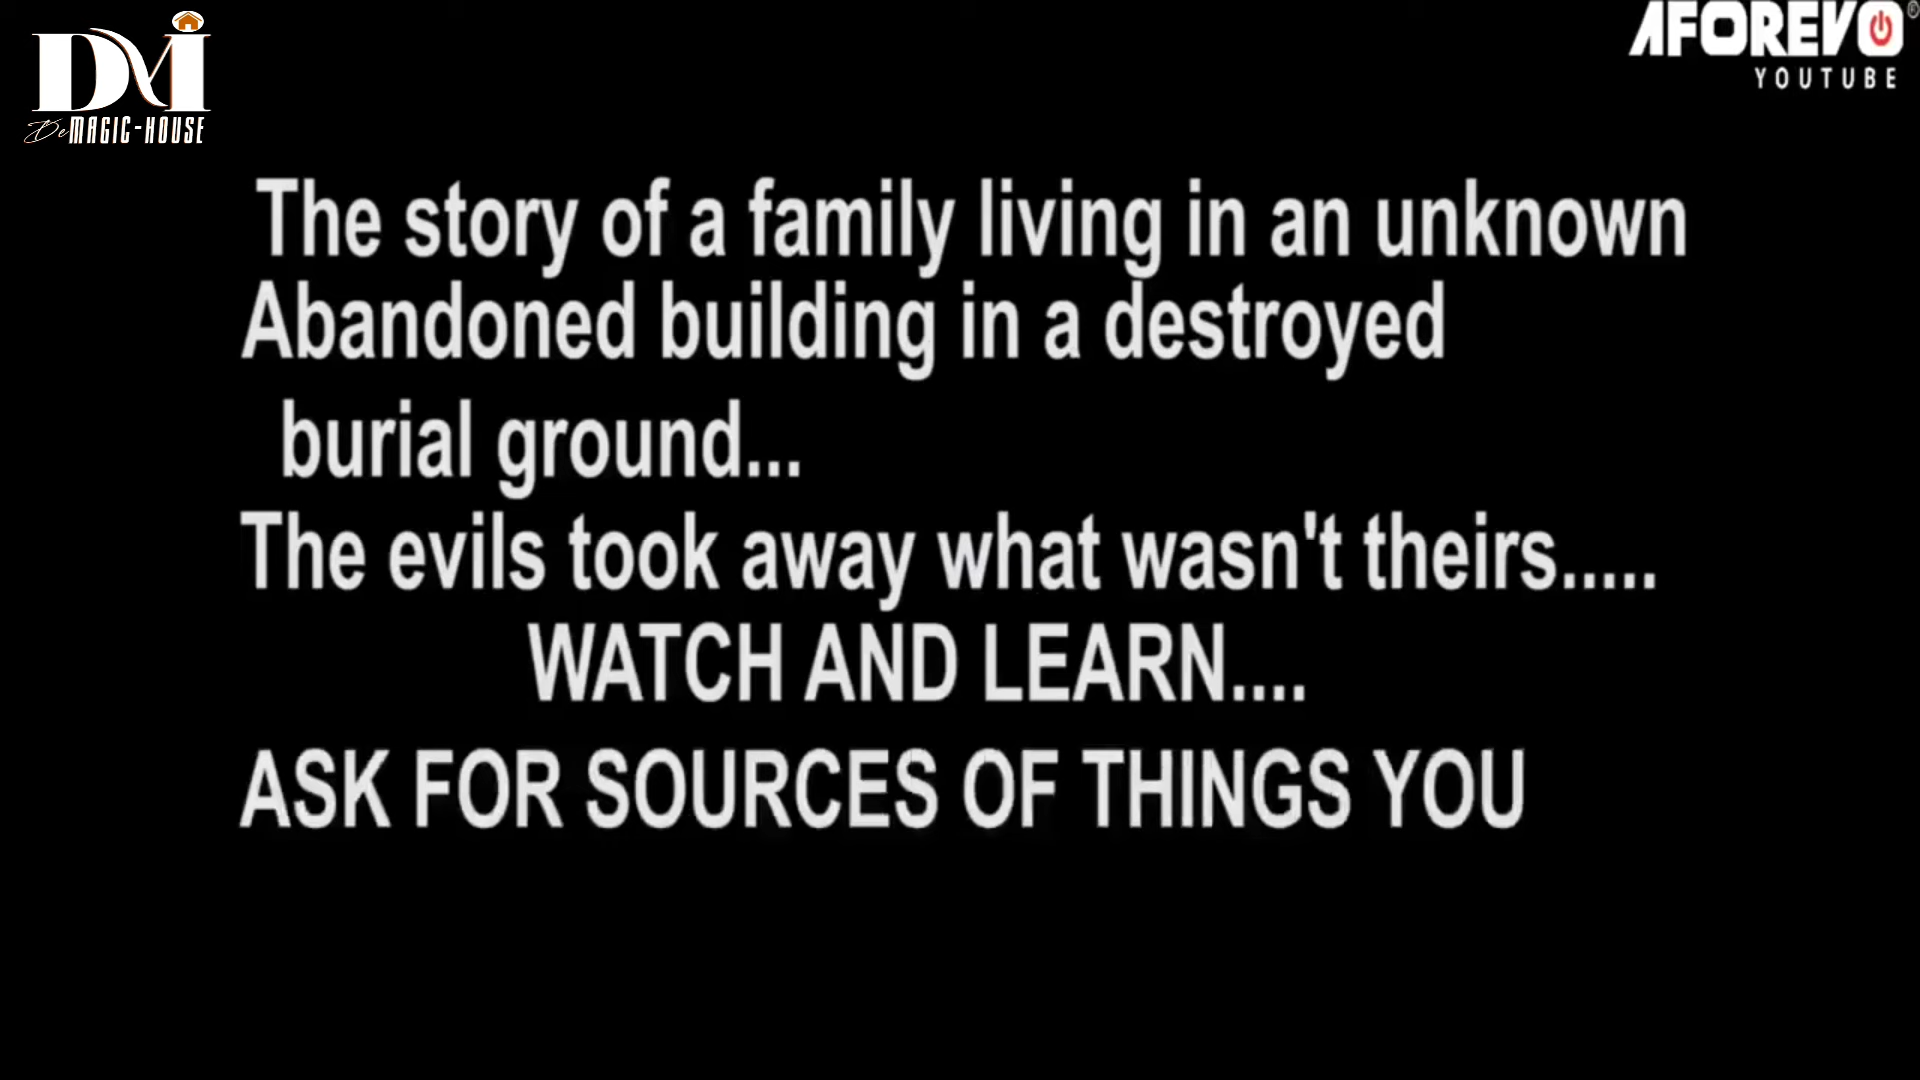 DMI
De MAGIC-HOUSE
AFOREVO
YOUTUBE
The story of a family living in an unknown
Abandoned building in a destroyed
burial ground...
The evils took away what wasn't theirs.....
WATCH AND LEARN....
ASK FOR SOURCES OF THINGS YOU